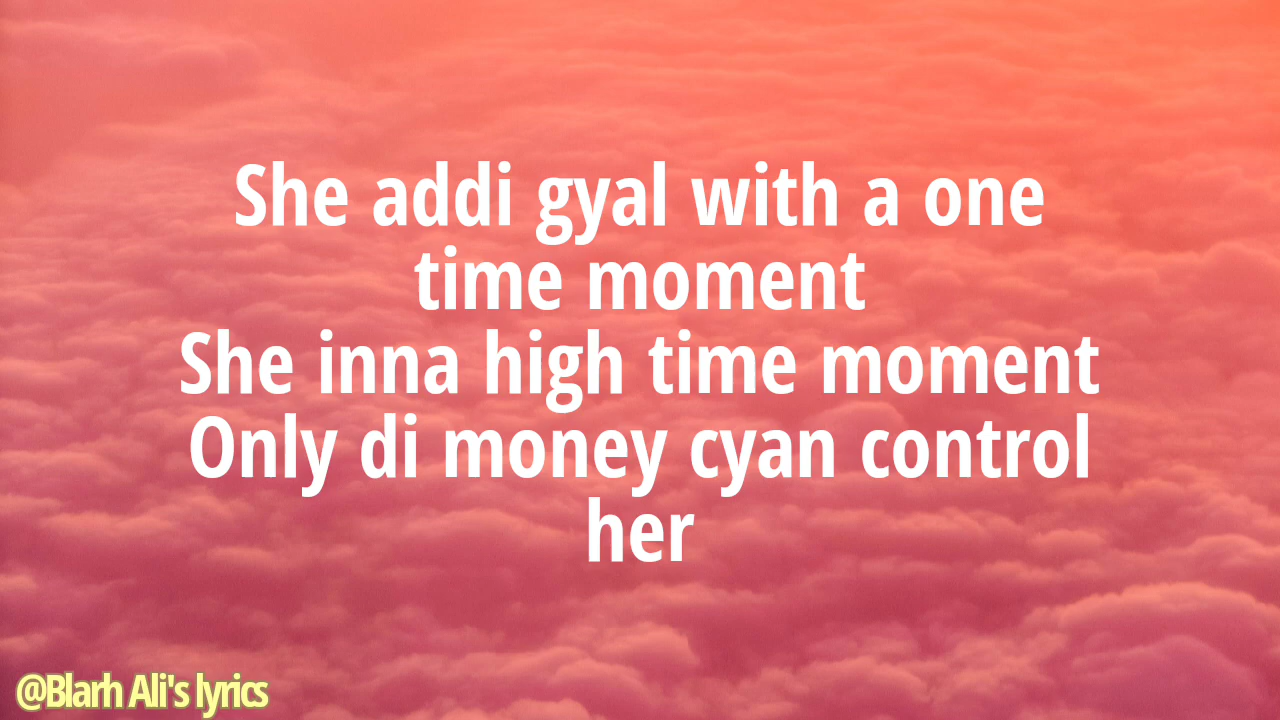 She addi gyal with a one
time moment
She inna high time moment
Only di money cyan control
her
@Blarh Ali's lyrics